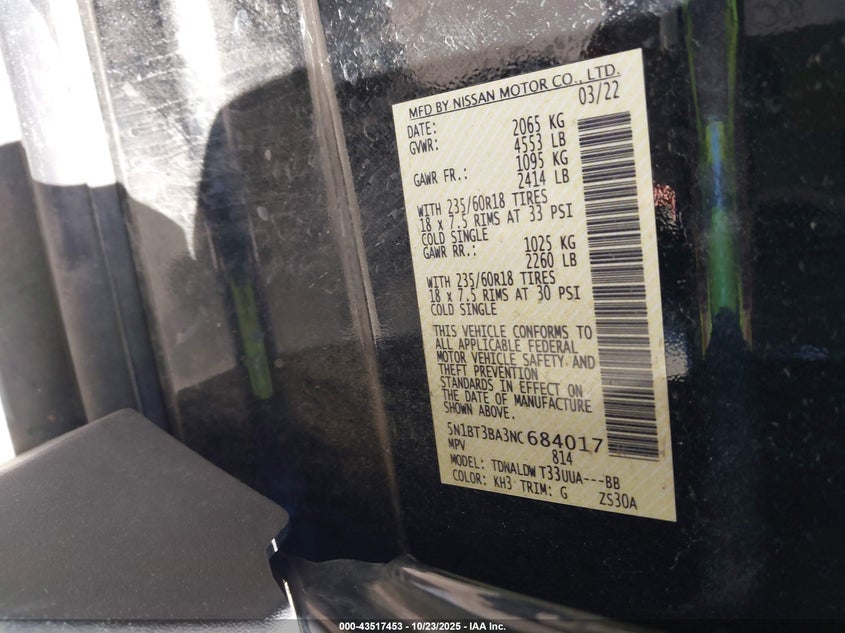 MFD BY NISSAN MOTOR CO., LTD.
DATE: 03/22
GVWR: 2065 KG
4553 LB
GAWR FR.: 1095 KG
2414 LB
WITH 235/60R18 TIRES
18 x 7.5 RIMS AT 33 PSI
COLD SINGLE
GAWR RR.: 1025 KG
2260 LB
WITH 235/60R18 TIRES
18 x 7.5 RIMS AT 30 PSI
COLD SINGLE
THIS VEHICLE CONFORMS TO
ALL APPLICABLE FEDERAL
MOTOR VEHICLE SAFETY AND
THEFT PREVENTION
STANDARDS IN EFFECT ON
THE DATE OF MANUFACTURE
SHOWN ABOVE.
5N1BT3BA3NC684017
MPV 814
MODEL: TDNALDW T33UUA---BB
COLOR: KH3 TRIM: G ZS30A
000-43517453 - 10/23/2025 - IAA Inc.